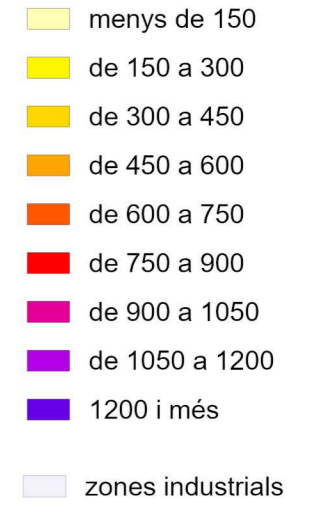 menys de 150
de 150 a 300
de 300 a 450
de 450 a 600
de 600 a 750
de 750 a 900
de 900 a 1050
de 1050 a 1200
1200 i més
zones industrials